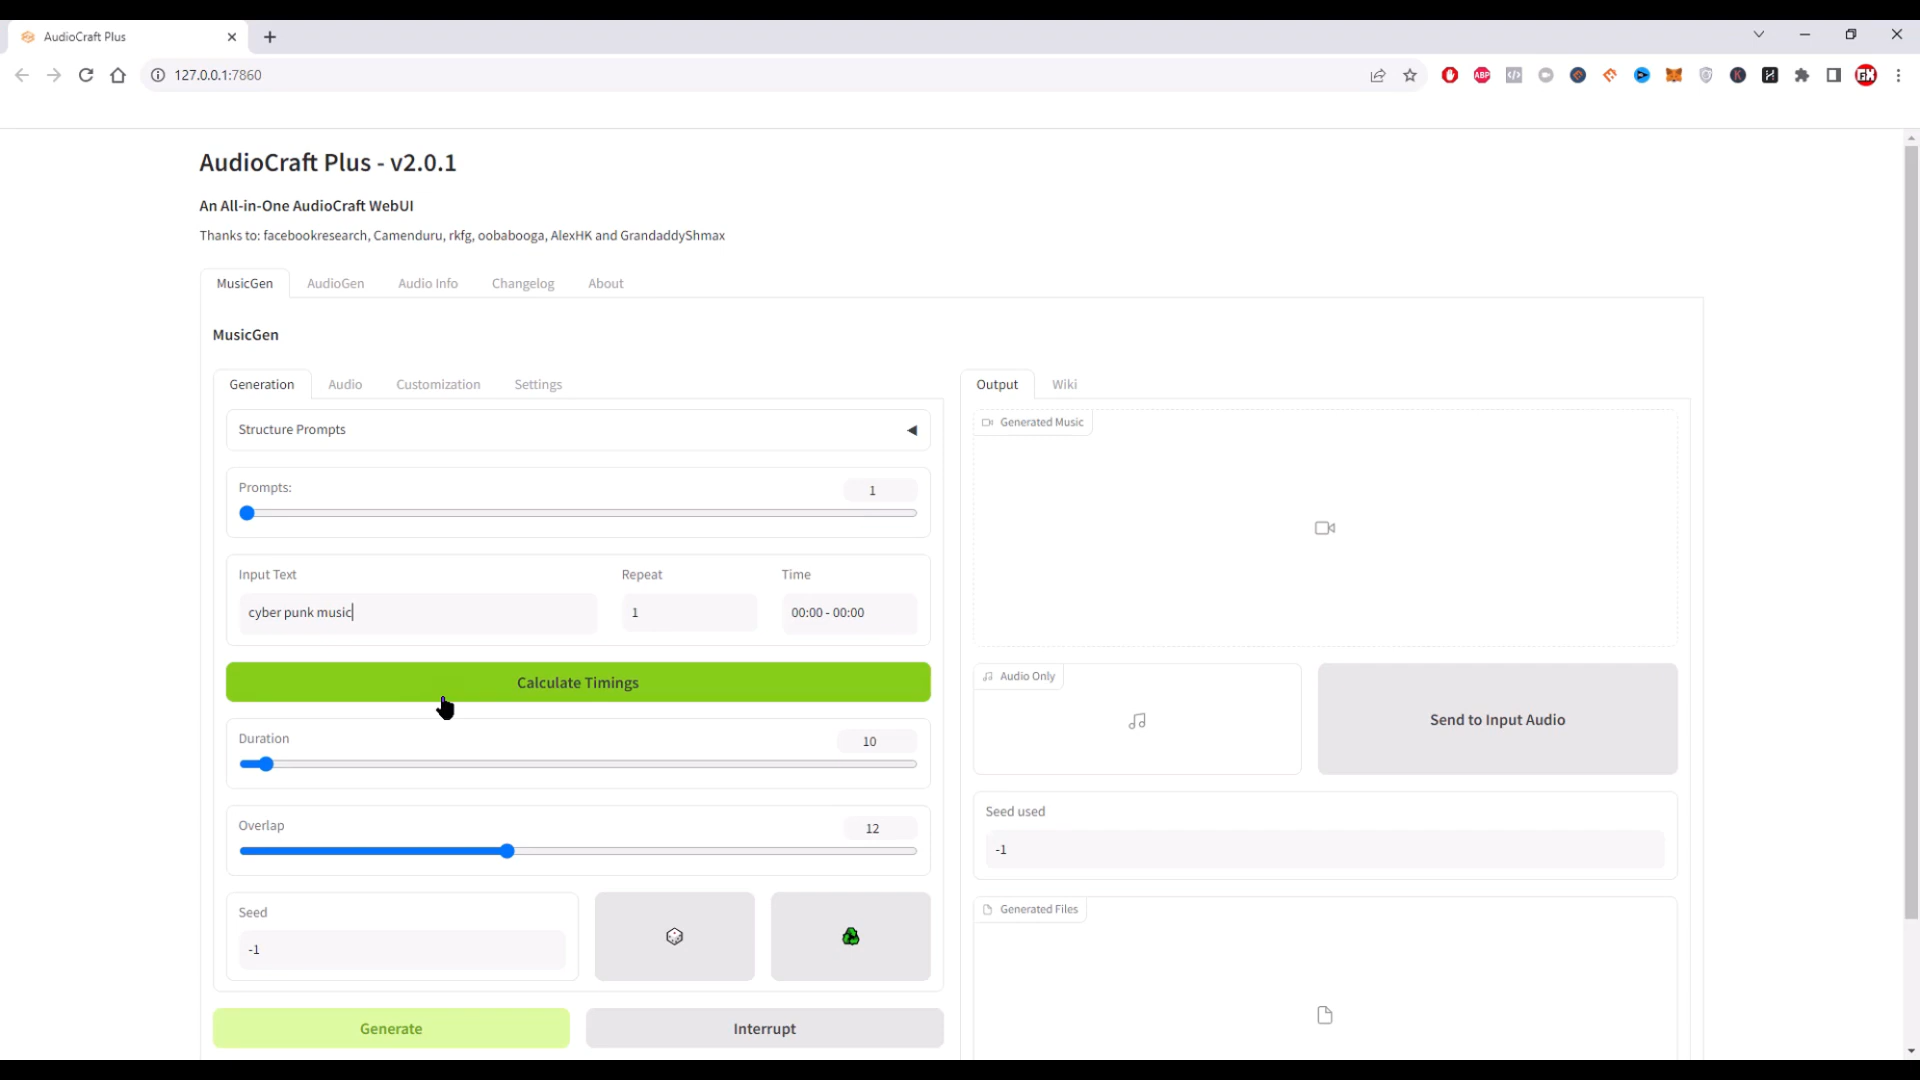 AudioCraft Plus
127.0.0.1:7860
ABP
AudioCraft Plus - v2.0.1
An All-in-One AudioCraft WebUI
Thanks to: facebookresearch, Camenduru, rkfg, oobabooga, AlexHK and GrandaddyShmax
MusicGen AudioGen Audio Info Changelog About
MusicGen
Generation Audio Customization Settings
Structure Prompts
Prompts:
1
Input Text Repeat Time
cyber punk music 1 00:00 - 00:00
Calculate Timings
Duration
10
Overlap
12
Seed
-1
Generate Interrupt
Output Wiki
Generated Music
Audio Only
Send to Input Audio
Seed used
-1
Generated Files